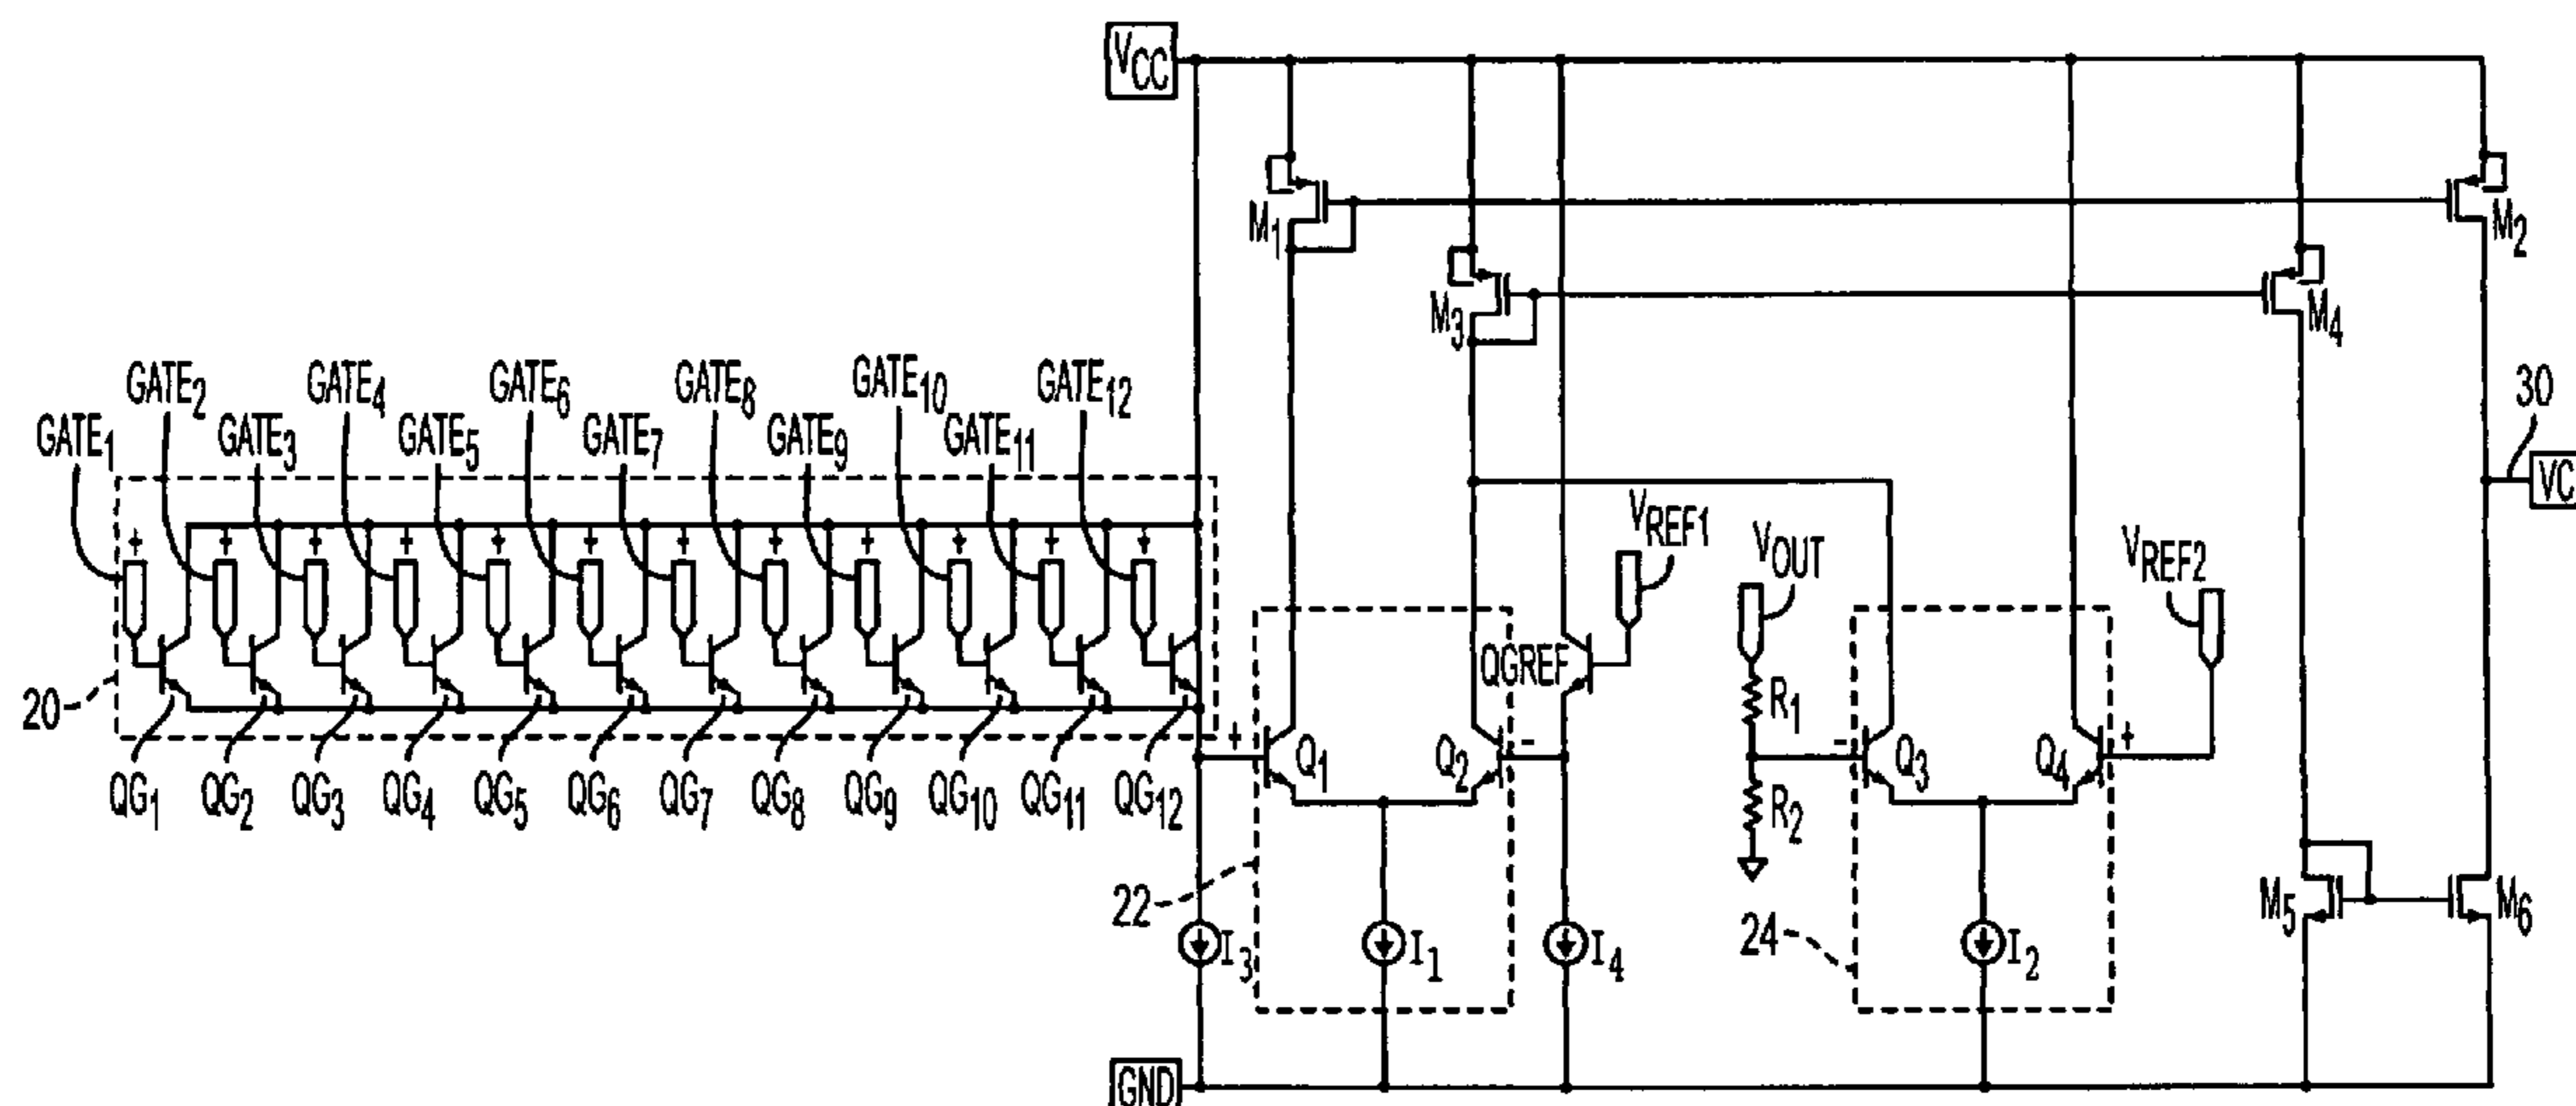 VCC
M1
M2
M3
M4
GATE1
GATE2
GATE3
GATE4
GATE5
GATE6
GATE7
GATE8
GATE9
GATE10
GATE11
GATE12
30
VC
VREF1
VOUT
VREF2
+ + + + + + + + + + + +
QGREF
R1
20
+
Q1
Q2
-
-
Q3
Q4
+
QG1
QG2
QG3
QG4
QG5
QG6
QG7
QG8
QG9
QG10
QG11
QG12
R2
22
24
M5
M6
I3
I1
I4
I2
GND